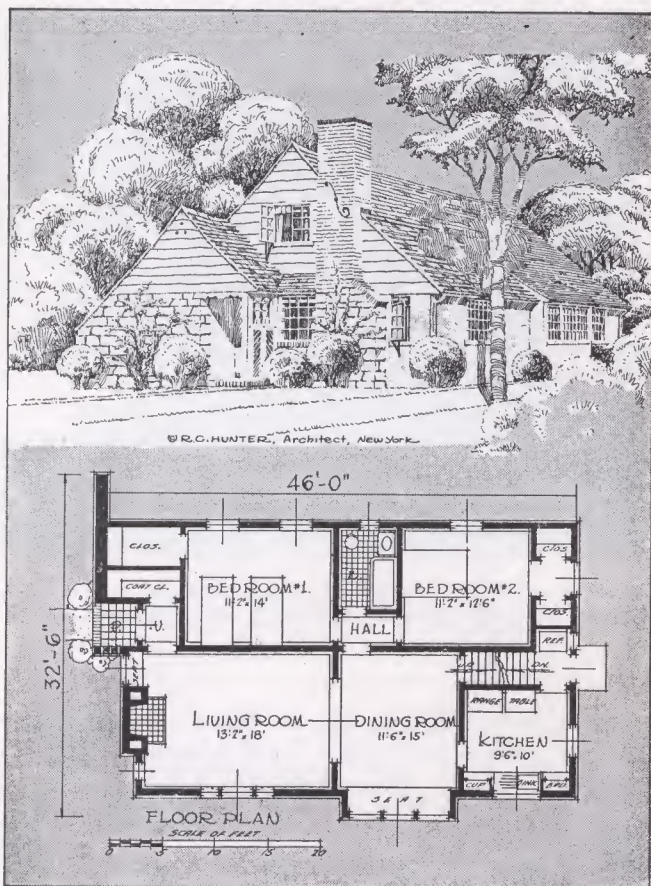 © R.C. HUNTER, Architect, New York
46'-0"
32'-6"
CLOS.
COAT CL.
BEDROOM #1.
11'-2" x 14'
BEDROOM #2.
11'-2" x 12'6"
CLOS
CLOS
V.
HALL
REF.
DN.
SEAT
RANGE TABLE
LIVING ROOM
13'-2" x 18'
DINING ROOM
11'-6" x 15'
KITCHEN
9'6" x 10'
CUP
SINK
SEAT
FLOOR PLAN
SCALE OF FEET
0 5 10 15 20